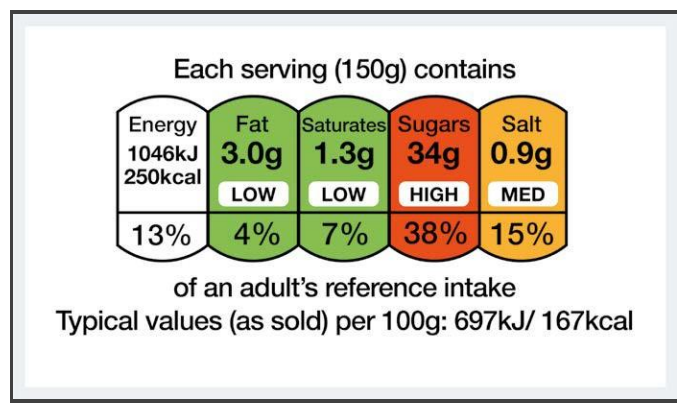 Each serving (150g) contains
Energy Fat Saturates Sugars Salt
1046kJ 3.0g 1.3g 34g 0.9g
250kcal
LOW LOW HIGH MED
13% 4% 7% 38% 15%
of an adult's reference intake
Typical values (as sold) per 100g: 697kJ/ 167kcal